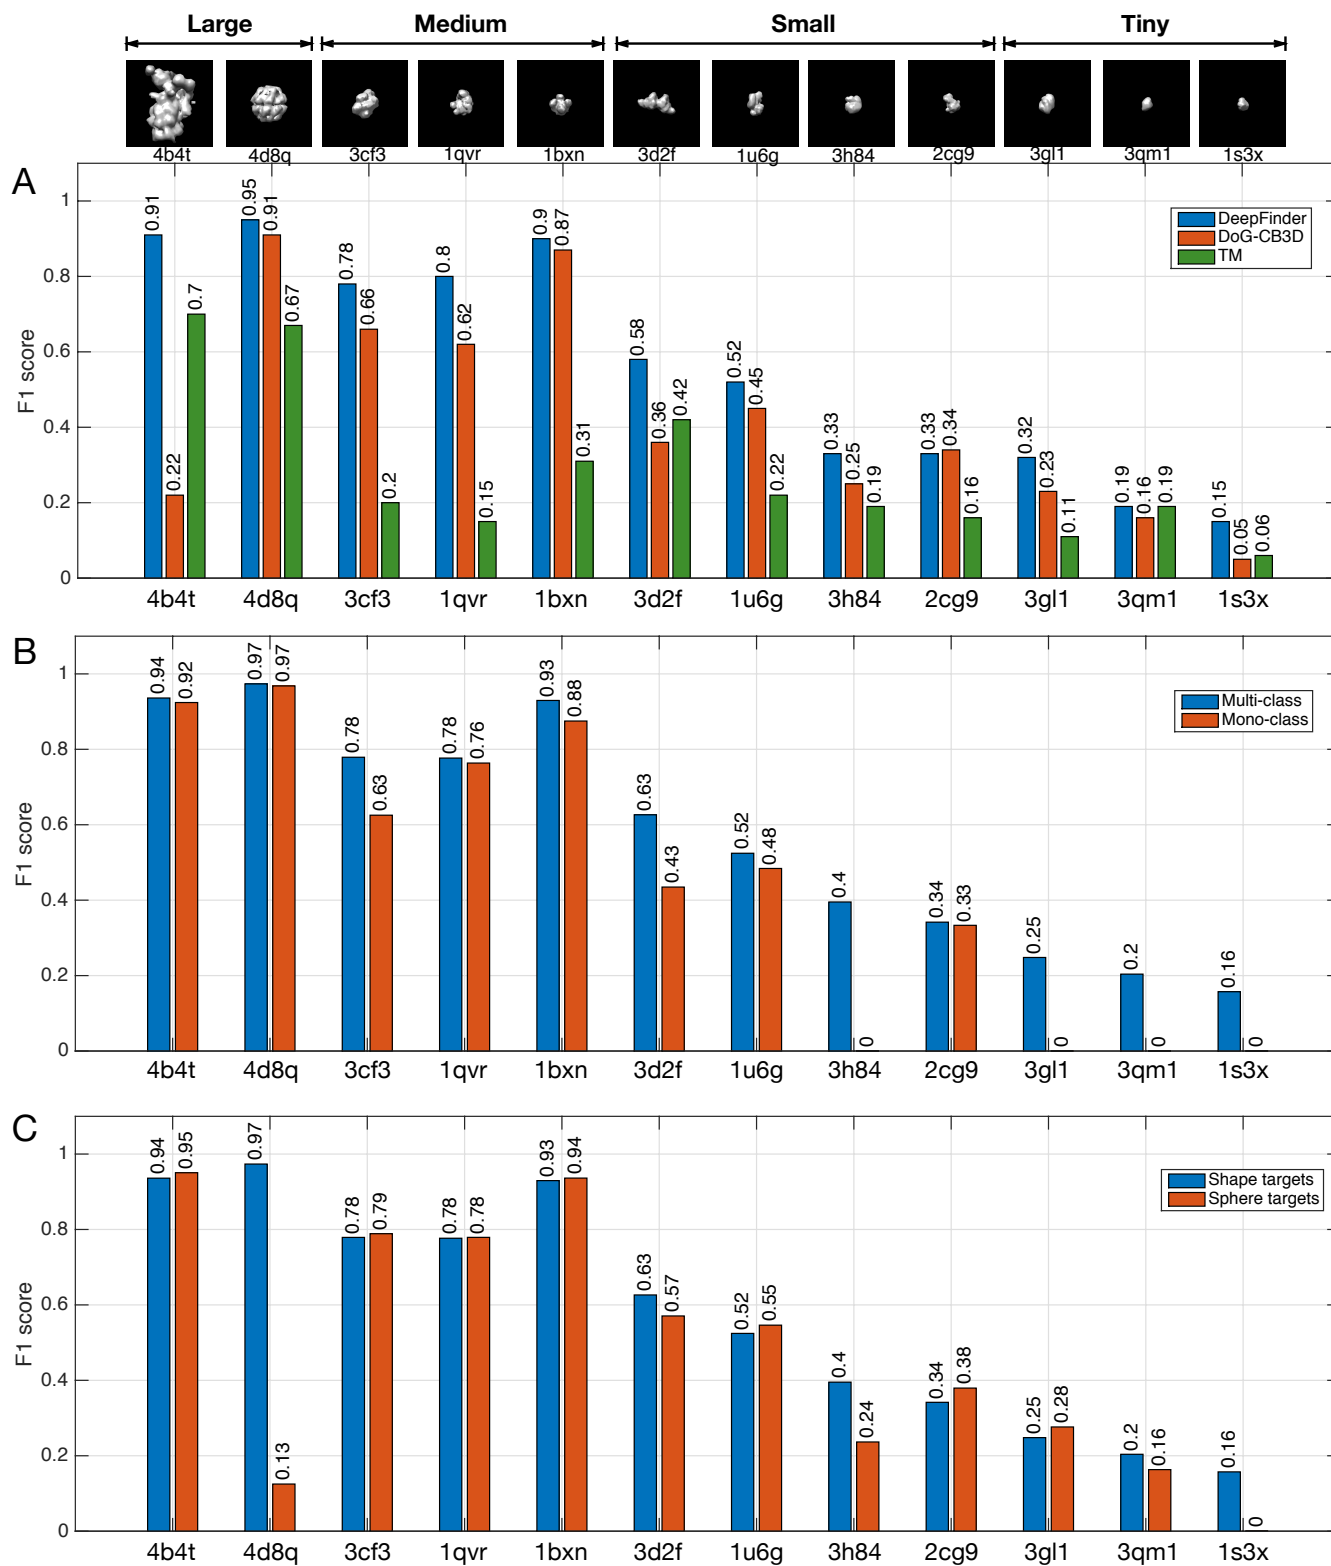 Large Medium Small Tiny
4b4t 4d8q 3cf3 1qvr 1bxn 3d2f 1u6g 3h84 2cg9 3gl1 3qm1 1s3x
A
F1 score
1
0.8
0.6
0.4
0.2
0
0.91 0.22 0.7 0.95 0.91 0.67 0.78 0.66 0.2 0.8 0.62 0.15 0.9 0.87 0.31 0.58 0.36 0.42 0.52 0.45 0.22 0.33 0.25 0.19 0.33 0.34 0.16 0.32 0.23 0.11 0.19 0.16 0.19 0.15 0.05 0.06
DeepFinder
DoG-CB3D
TM
4b4t 4d8q 3cf3 1qvr 1bxn 3d2f 1u6g 3h84 2cg9 3gl1 3qm1 1s3x
B
F1 score
1
0.8
0.6
0.4
0.2
0
0.94 0.92 0.97 0.97 0.78 0.63 0.78 0.76 0.93 0.88 0.63 0.43 0.52 0.48 0.4 0 0.34 0.33 0.25 0 0.2 0 0.16 0
Multi-class
Mono-class
4b4t 4d8q 3cf3 1qvr 1bxn 3d2f 1u6g 3h84 2cg9 3gl1 3qm1 1s3x
C
F1 score
1
0.8
0.6
0.4
0.2
0
0.94 0.95 0.97 0.13 0.78 0.79 0.78 0.78 0.93 0.94 0.63 0.57 0.52 0.55 0.4 0.24 0.34 0.38 0.25 0.28 0.2 0.16 0.16 0
Shape targets
Sphere targets
4b4t 4d8q 3cf3 1qvr 1bxn 3d2f 1u6g 3h84 2cg9 3gl1 3qm1 1s3x